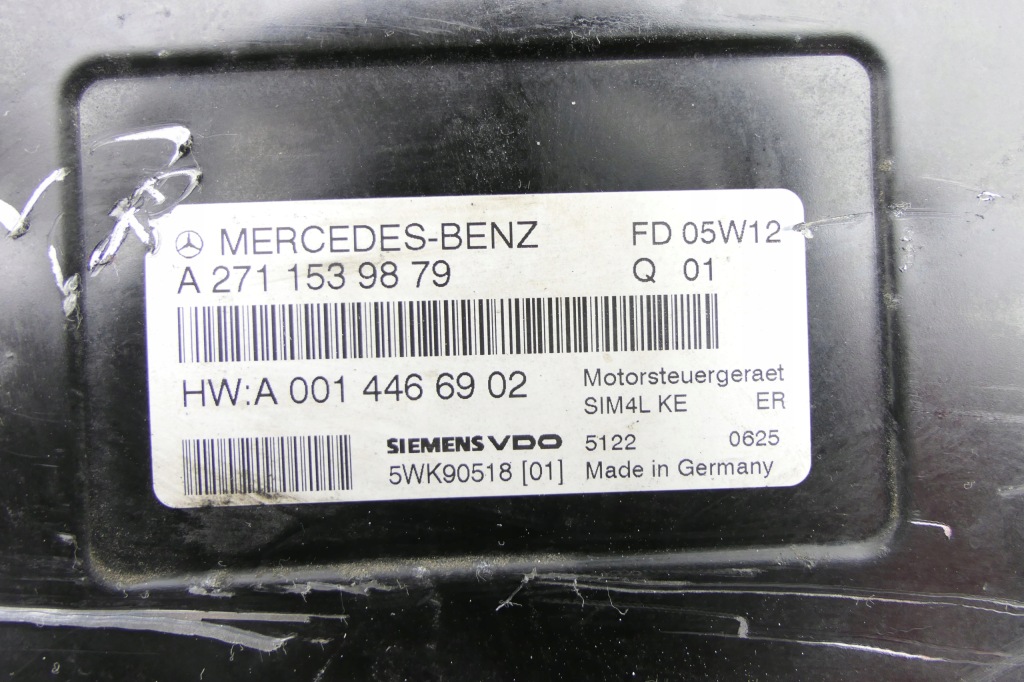 MERCEDES-BENZ FD 05W12
A 271 153 98 79 Q 01
HW:A 001 446 69 02
Motorsteuergeraet
SIM4L KE ER
SIEMENS VDO 5122 0625
5WK90518 [01] Made in Germany